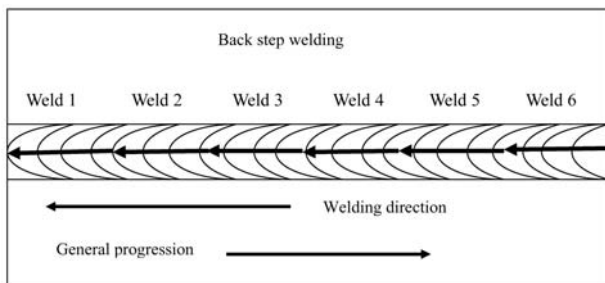 Back step welding
Weld 1 Weld 2 Weld 3 Weld 4 Weld 5 Weld 6
Welding direction
General progression